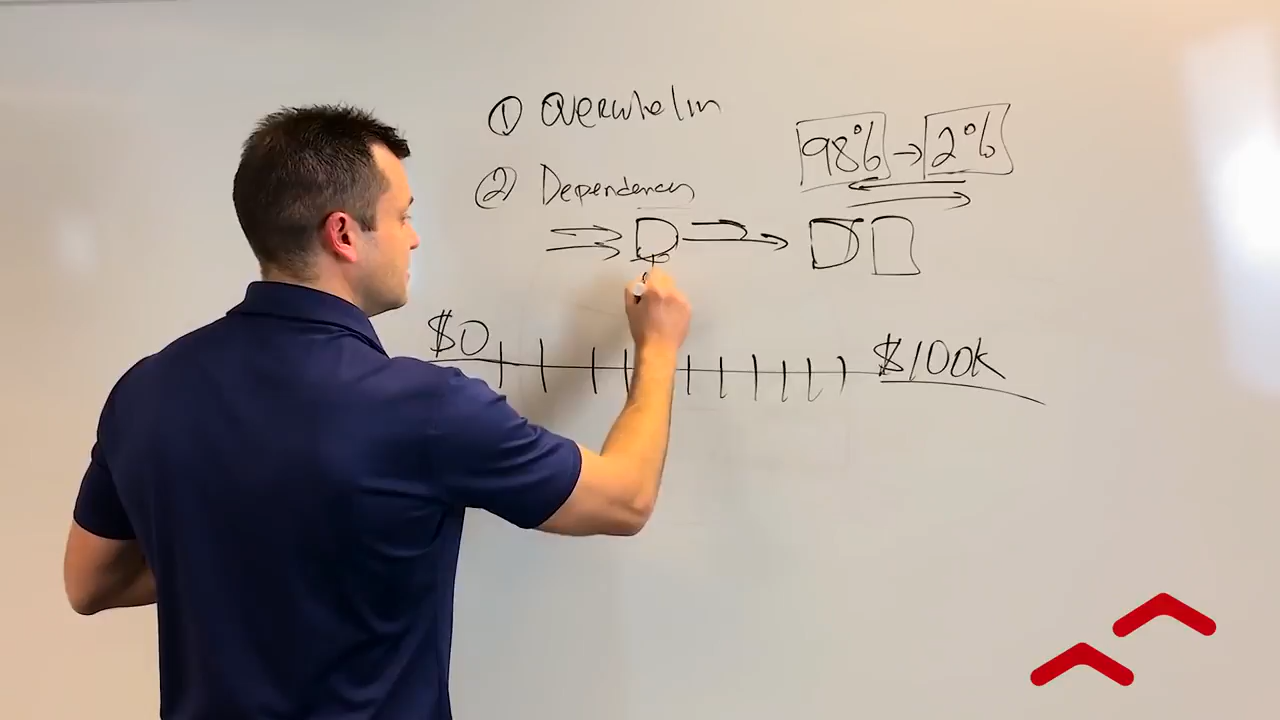 ① Overwhelm
98% → 2%
② Dependency
$0
$100k